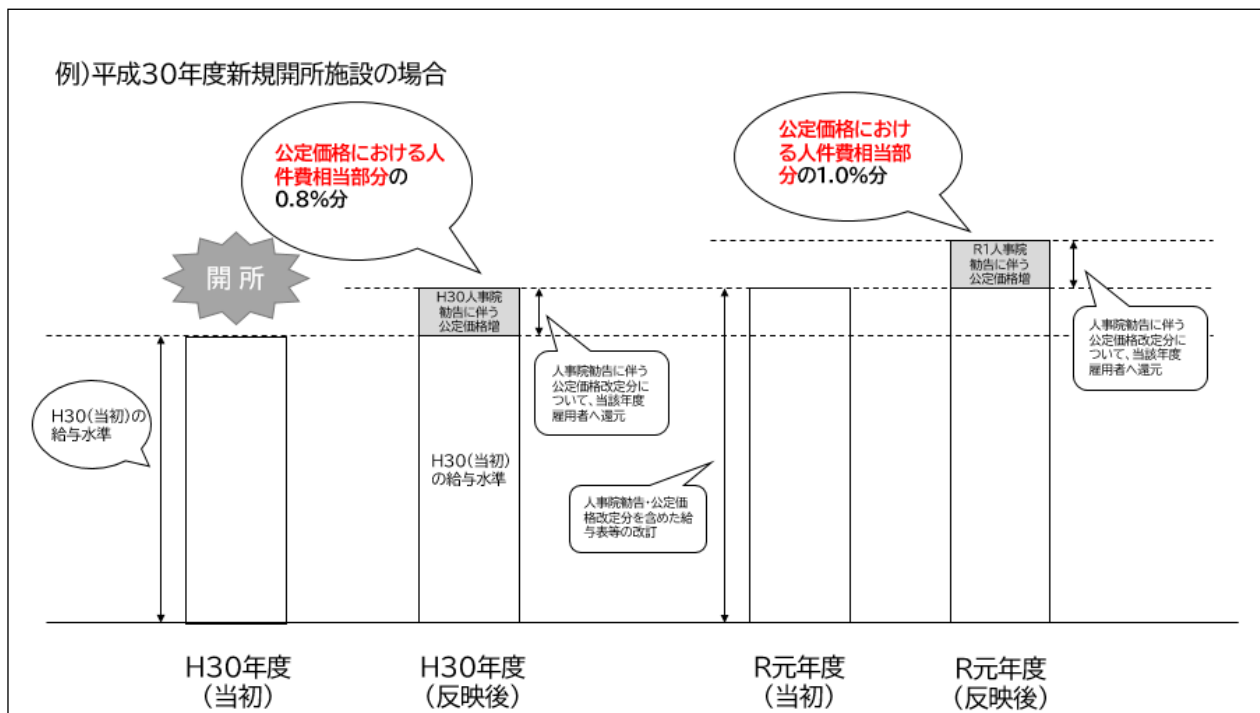 例)平成30年度新規開所施設の場合
公定価格における人
件費相当部分の
0.8%分
公定価格におけ
る人件費相当部
分の1.0%分
開所
H30人事院
勧告に伴う
公定価格増
R1人事院
勧告に伴う
公定価格増
人事院勧告に伴う
公定価格改定分に
ついて、当該年度
雇用者へ還元
人事院勧告に伴う
公定価格改定分に
ついて、当該年度
雇用者へ還元
H30(当初)の
給与水準
H30(当初)
の給与水準
人事院勧告・公定価
格改定分を含めた給
与表等の改訂
H30年度
(当初)
H30年度
(反映後)
R元年度
(当初)
R元年度
(反映後)